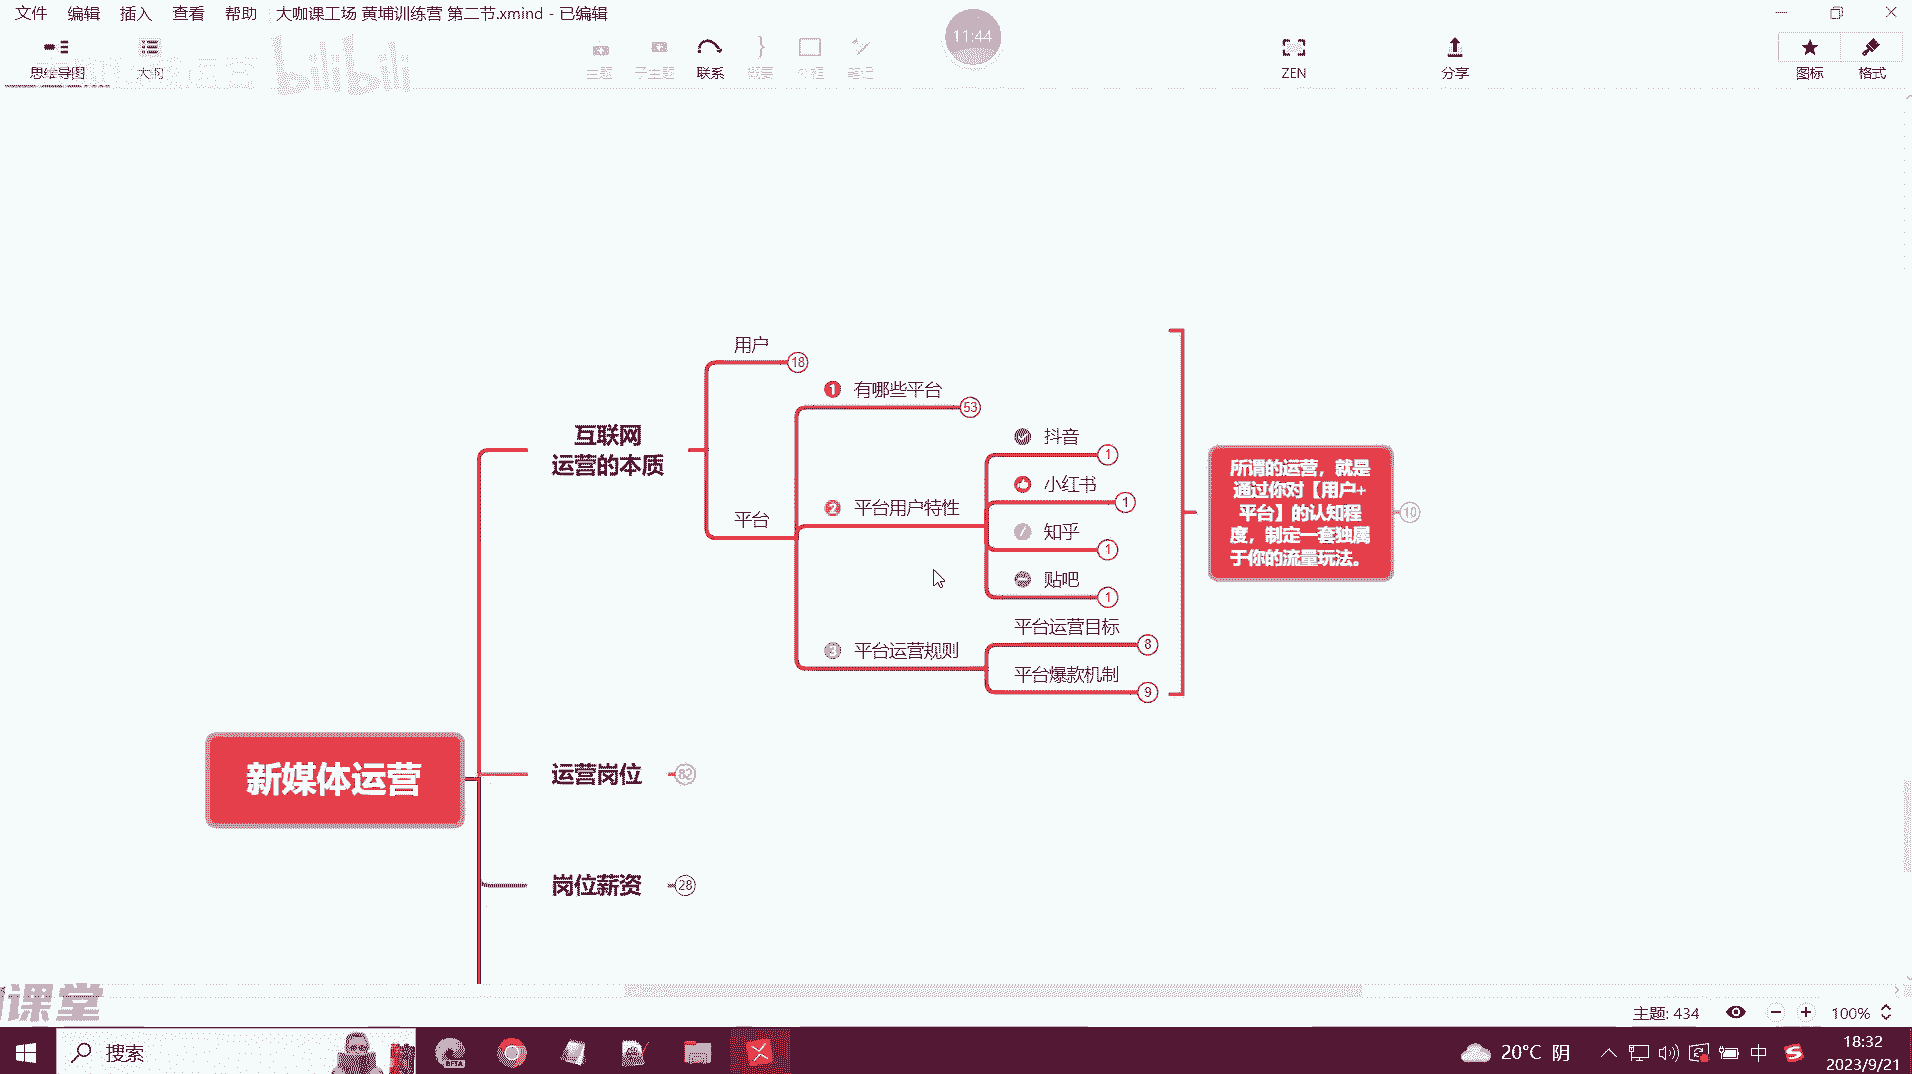 文件 编辑 插入 查看 帮助 大咖课工场 黄埔训练营 第二节.xmind - 已编辑
思维导图 大纲 主题 子主题 联系 概要 外框 笔记 11:44 ZEN 分享 图标 格式
bilibili
用户
18
1 有哪些平台
53
抖音
1
小红书
1
2 平台用户特性
知乎
1
贴吧
1
平台
3 平台运营规则
平台运营目标
8
平台爆款机制
9
互联网
运营的本质
所谓的运营，就是
通过你对【用户+
平台】的认知程
度，制定一套独属
于你的流量玩法。
10
新媒体运营
运营岗位
82
岗位薪资
28
课堂
主题: 434 100%
搜索 BETA 20°C 阴 中 18:32
2023/9/21